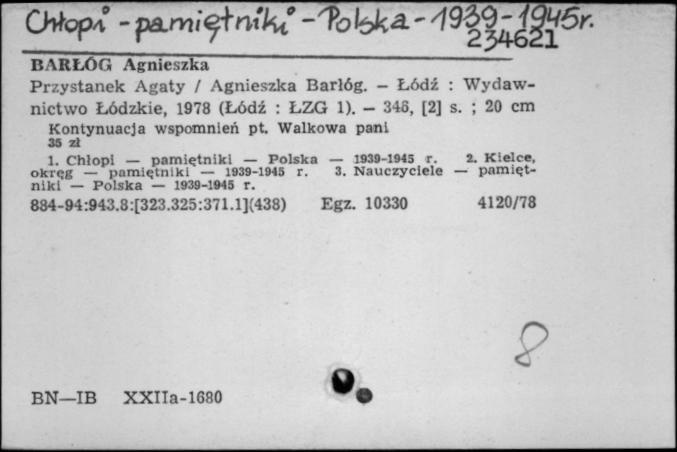 Chłopi - pamiętniki - Polska - 1939-1945r.
234621
BARŁÓG Agnieszka
Przystanek Agaty / Agnieszka Barłóg. — Łódź : Wydaw-
nictwo Łódzkie, 1978 (Łódź : ŁZG 1). — 346, [2] s. ; 20 cm
Kontynuacja wspomnień pt. Walkowa pani
35 zł
1. Chłopi — pamiętniki — Polska — 1939-1945 r. 2. Kielce,
okręg — pamiętniki — 1939-1945 r. 3. Nauczyciele — pamięt-
niki — Polska — 1939-1945 r.
884-94:943.8:[323.325:371.1](438) Egz. 10330 4120/78
8
BN—IB XXIIa-1680